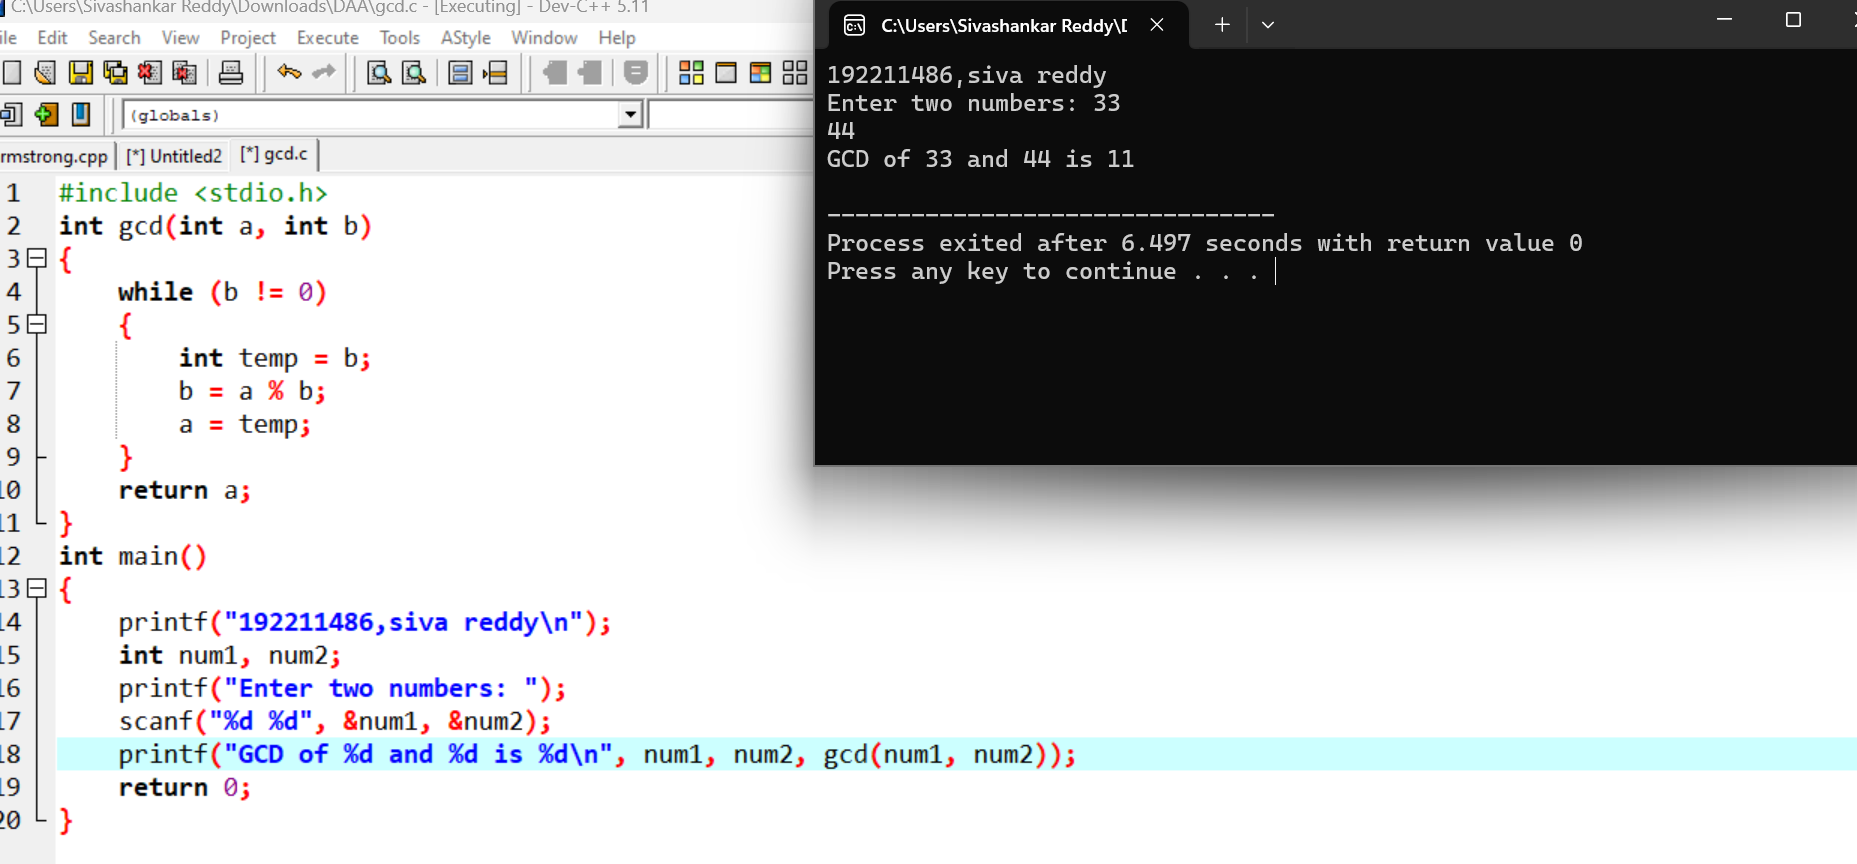 C:\Users\Sivashankar Reddy\Downloads\DAA\gcd.c - [Executing] - Dev-C++ 5.11
ile Edit Search View Project Execute Tools AStyle Window Help
(globals)
rmstrong.cpp [*] Untitled2 [*] gcd.c
1 #include <stdio.h>
2 int gcd(int a, int b)
3 {
4 while (b != 0)
5 {
6 int temp = b;
7 b = a % b;
8 a = temp;
9 }
10 return a;
11 }
12 int main()
13 {
14 printf("192211486,siva reddy\n");
15 int num1, num2;
16 printf("Enter two numbers: ");
17 scanf("%d %d", &num1, &num2);
18 printf("GCD of %d and %d is %d\n", num1, num2, gcd(num1, num2));
19 return 0;
20 }
C:\Users\Sivashankar Reddy\D
192211486,siva reddy
Enter two numbers: 33
44
GCD of 33 and 44 is 11
--------------------------------
Process exited after 6.497 seconds with return value 0
Press any key to continue . . .